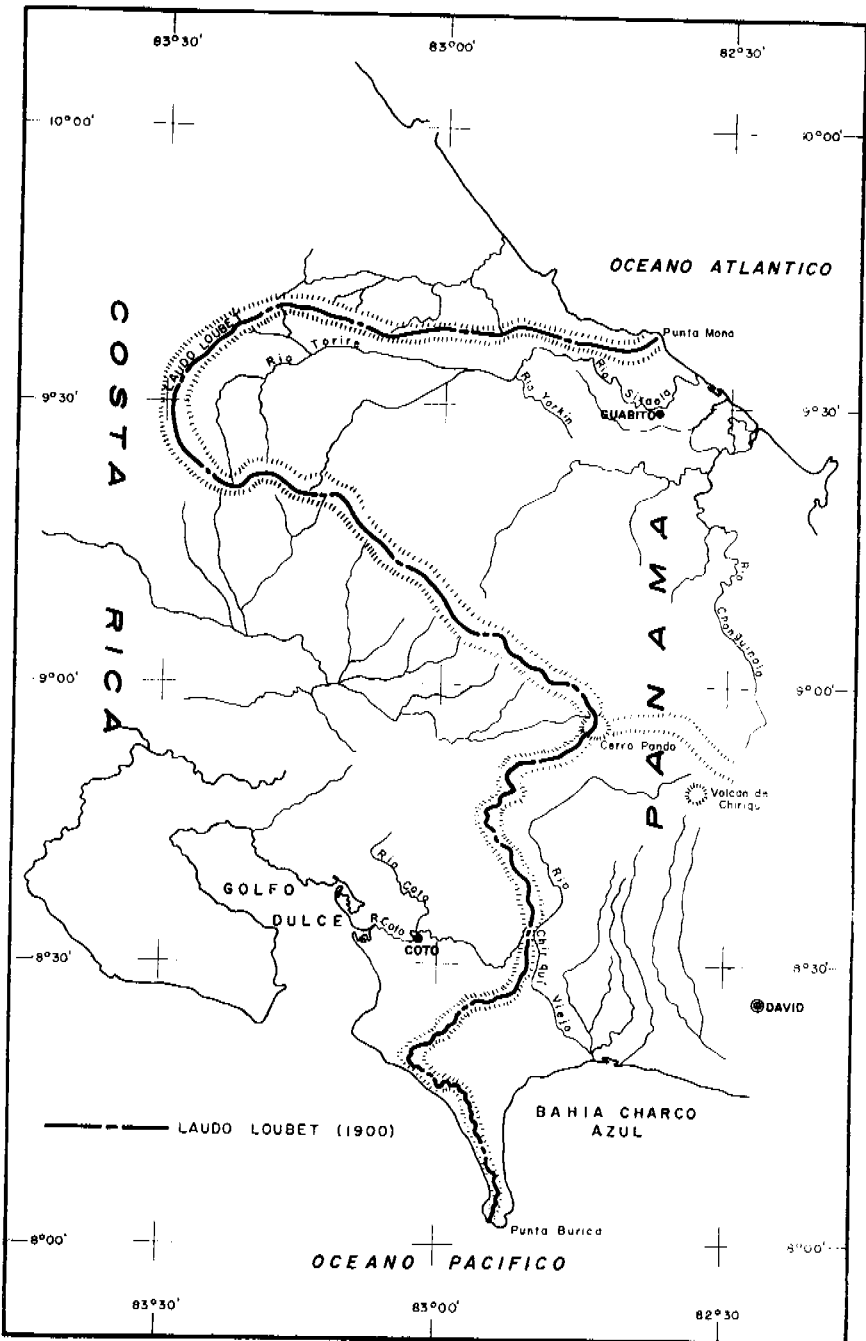 83°30'
83°00'
82°30'
10°00'
10°00'
OCEANO ATLANTICO
COSTA RICA
LAUDO LOUBET
Punta Mona
Rio Tarire
Rio Sixaola
Rio Yorkin
GUABITO
9°30'
9°30'
PANAMA
Rio Changuinola
9°00'
9°00'
Cerro Pando
Volcan de
Chiriqui
Rio Coto
GOLFO
DULCE
R. Coto
COTO
Rio Chiriqui Viejo
8°30'
8°30'
DAVID
BAHIA CHARCO
AZUL
LAUDO LOUBET (1900)
Punta Burica
8°00'
8°00'
OCEANO PACIFICO
83°30'
83°00'
82°30'